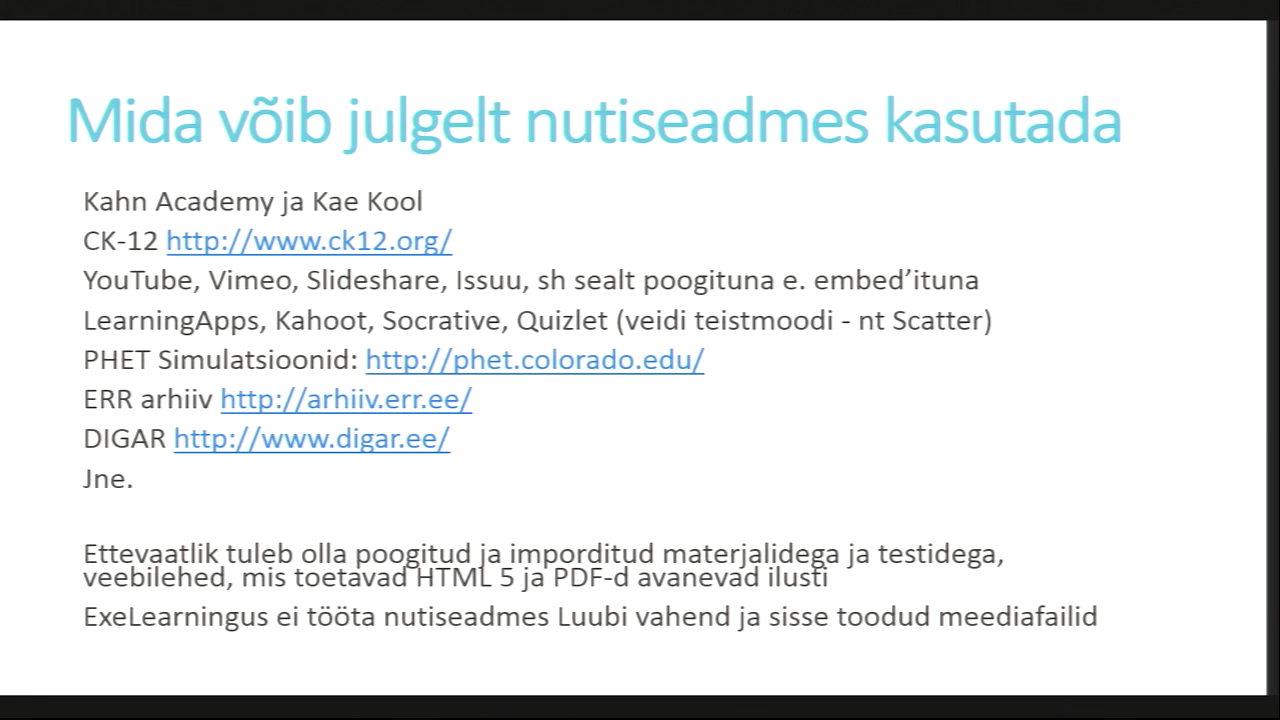 Mida võib julgelt nutiseadmes kasutada
Kahn Academy ja Kae Kool
CK-12 http://www.ck12.org/
YouTube, Vimeo, Slideshare, Issuu, sh sealt poogituna e. embed’ituna
LearningApps, Kahoot, Socrative, Quizlet (veidi teistmoodi - nt Scatter)
PHET Simulatsioonid: http://phet.colorado.edu/
ERR arhiiv http://arhiiv.err.ee/
DIGAR http://www.digar.ee/
Jne.
Ettevaatlik tuleb olla poogitud ja imporditud materjalidega ja testidega,
veebilehed, mis toetavad HTML 5 ja PDF-d avanevad ilusti
ExeLearningus ei tööta nutiseadmes Luubi vahend ja sisse toodud meediafailid